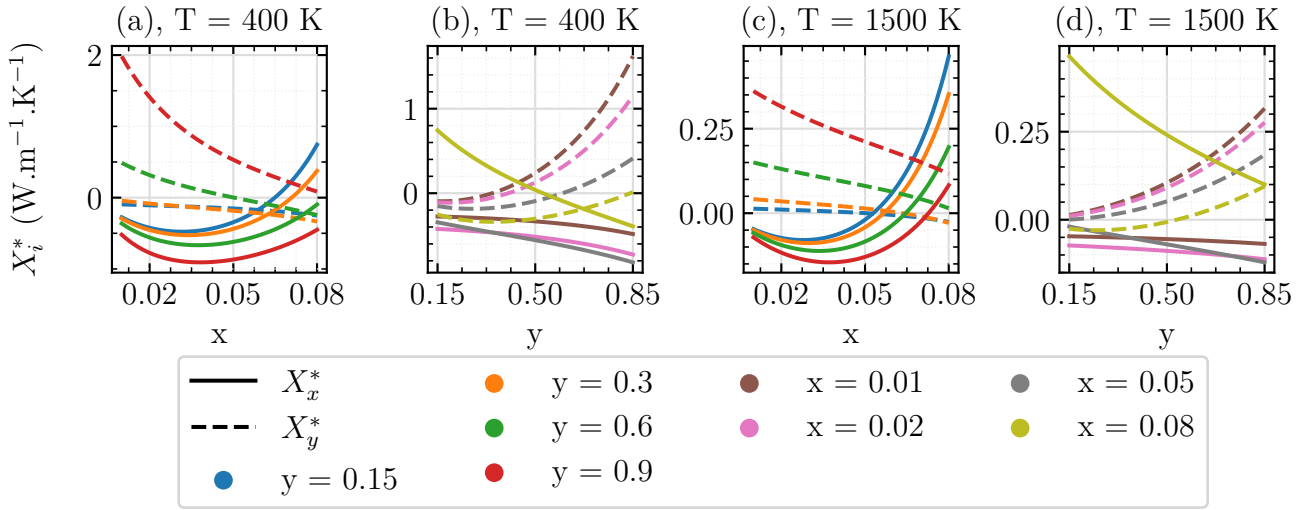 (a), T = 400 K
(b), T = 400 K
(c), T = 1500 K
(d), T = 1500 K
X*i (W.m−1.K−1)
2
0
0.02
0.05
0.08
x
1
0
0.15
0.50
0.85
y
0.25
0.00
0.02
0.05
0.08
x
0.25
0.00
0.15
0.50
0.85
y
X*x
y = 0.3
x = 0.01
x = 0.05
X*y
y = 0.6
x = 0.02
x = 0.08
y = 0.15
y = 0.9